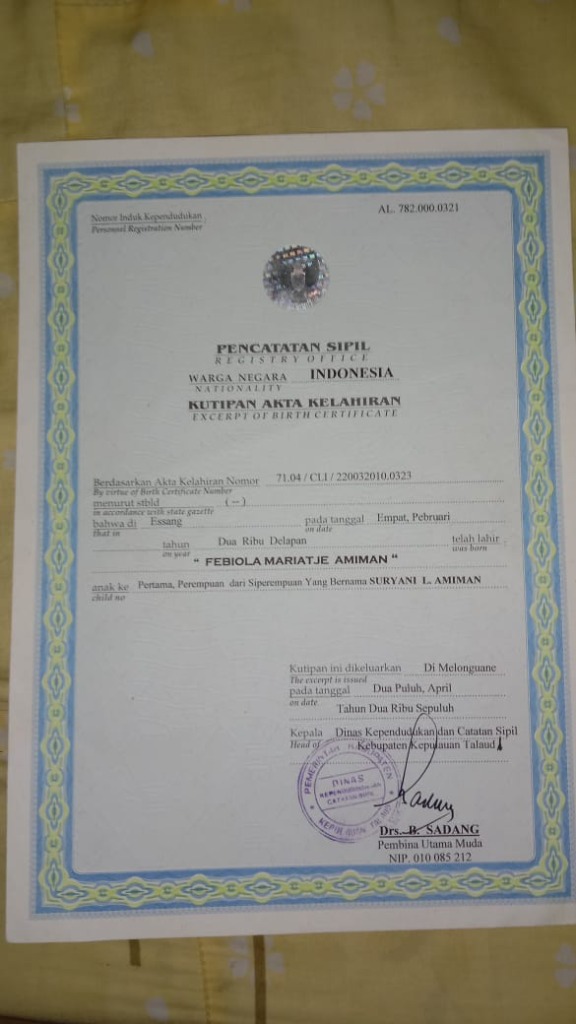 Nomor Induk Kependudukan
Personnel Registration Number
AL. 782.000.0321
PENCATATAN SIPIL
REGISTRY OFFICE
WARGA NEGARA INDONESIA
NATIONALITY
KUTIPAN AKTA KELAHIRAN
EXCERPT OF BIRTH CERTIFICATE
Berdasarkan Akta Kelahiran Nomor 71.04 / CLI / 220032010.0323
By virtue of Birth Certificate Number
menurut stbld ( -- )
in accordance with state gazette
bahwa di Essang pada tanggal Empat, Pebruari
that in on date
tahun Dua Ribu Delapan telah lahir :
on year was born
" FEBIOLA MARIATJE AMIMAN "
anak ke Pertama, Perempuan dari Siperempuan Yang Bernama SURYANI L. AMIMAN
child no
Kutipan ini dikeluarkan Di Melonguane
The excerpt is issued
pada tanggal Dua Puluh, April
on date
Tahun Dua Ribu Sepuluh
Kepala Dinas Kependudukan dan Catatan Sipil
Head of Kabupaten Kepulauan Talaud
DINAS
KEPENDUDUKAN DAN
CATATAN SIPIL
Drs. B. SADANG
Pembina Utama Muda
NIP. 010 085 212